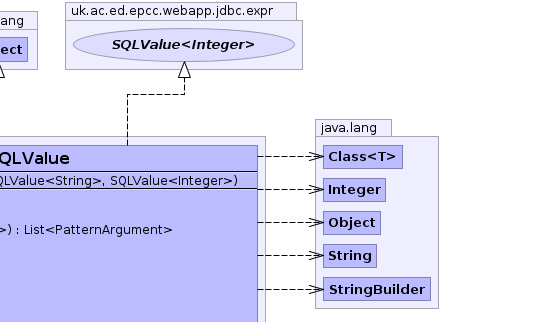 uk.ac.ed.epcc.webapp.jdbc.expr
ang
ect
SQLValue<Integer>
java.lang
QLValue
QLValue<String>, SQLValue<Integer>)
>) : List<PatternArgument>
Class<T>
Integer
Object
String
StringBuilder